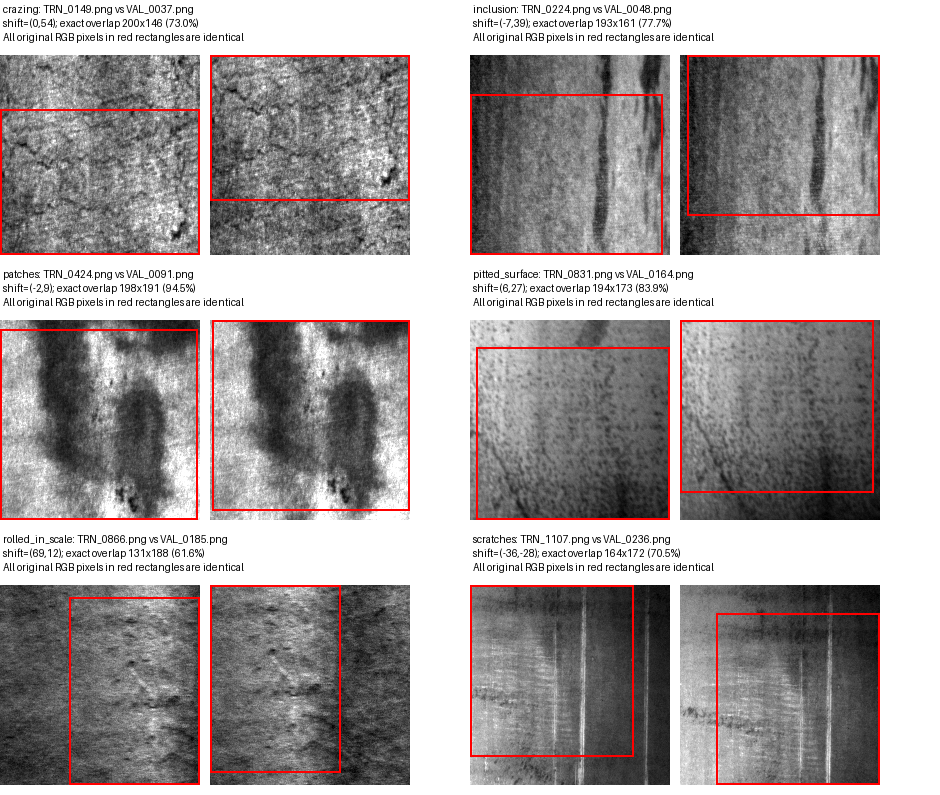 crazing: TRN_0149.png vs VAL_0037.png
shift=(0,54); exact overlap 200x146 (73.0%)
All original RGB pixels in red rectangles are identical
inclusion: TRN_0224.png vs VAL_0048.png
shift=(-7,39); exact overlap 193x161 (77.7%)
All original RGB pixels in red rectangles are identical
patches: TRN_0424.png vs VAL_0091.png
shift=(-2,9); exact overlap 198x191 (94.5%)
All original RGB pixels in red rectangles are identical
pitted_surface: TRN_0831.png vs VAL_0164.png
shift=(6,27); exact overlap 194x173 (83.9%)
All original RGB pixels in red rectangles are identical
rolled_in_scale: TRN_0866.png vs VAL_0185.png
shift=(69,12); exact overlap 131x188 (61.6%)
All original RGB pixels in red rectangles are identical
scratches: TRN_1107.png vs VAL_0236.png
shift=(-36,-28); exact overlap 164x172 (70.5%)
All original RGB pixels in red rectangles are identical